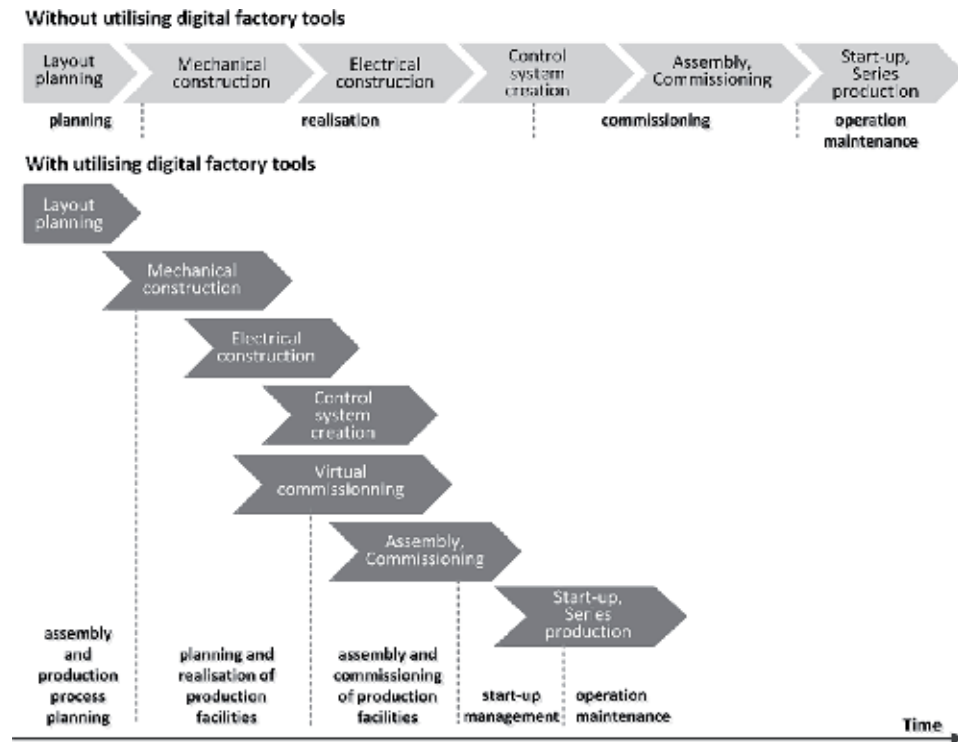 Without utilising digital factory tools
Layout
planning
Mechanical
construction
Electrical
construction
Control
system
creation
Assembly,
Commissioning
Start-up,
Series
production
planning
realisation
commissioning
operation
maintenance
With utilising digital factory tools
Layout
planning
Mechanical
construction
Electrical
construction
Control
system
creation
Virtual
commissionning
Assembly,
Commissioning
Start-up,
Series
production
assembly
and
production
process
planning
planning and
realisation of
production
facilities
assembly and
commissioning
of production
facilities
start-up
management
operation
maintenance
Time